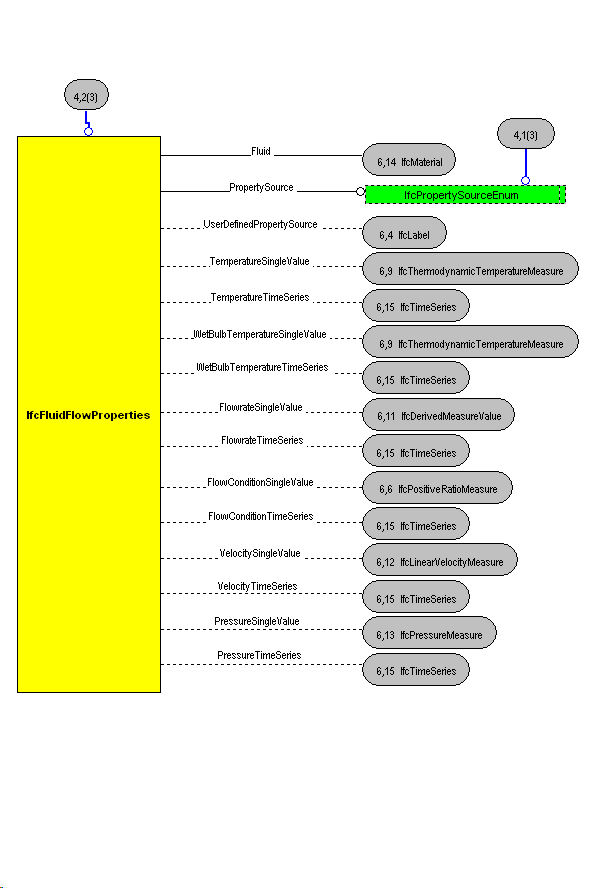 4,2(3)
4,1(3)
Fluid
6,14 IfcMaterial
PropertySource
IfcPropertySourceEnum
UserDefinedPropertySource
6,4 IfcLabel
TemperatureSingleValue
6,9 IfcThermodynamicTemperatureMeasure
TemperatureTimeSeries
6,15 IfcTimeSeries
WetBulbTemperatureSingleValue
6,9 IfcThermodynamicTemperatureMeasure
WetBulbTemperatureTimeSeries
6,15 IfcTimeSeries
IfcFluidFlowProperties
FlowrateSingleValue
6,11 IfcDerivedMeasureValue
FlowrateTimeSeries
6,15 IfcTimeSeries
FlowConditionSingleValue
6,6 IfcPositiveRatioMeasure
FlowConditionTimeSeries
6,15 IfcTimeSeries
VelocitySingleValue
6,12 IfcLinearVelocityMeasure
VelocityTimeSeries
6,15 IfcTimeSeries
PressureSingleValue
6,13 IfcPressureMeasure
PressureTimeSeries
6,15 IfcTimeSeries